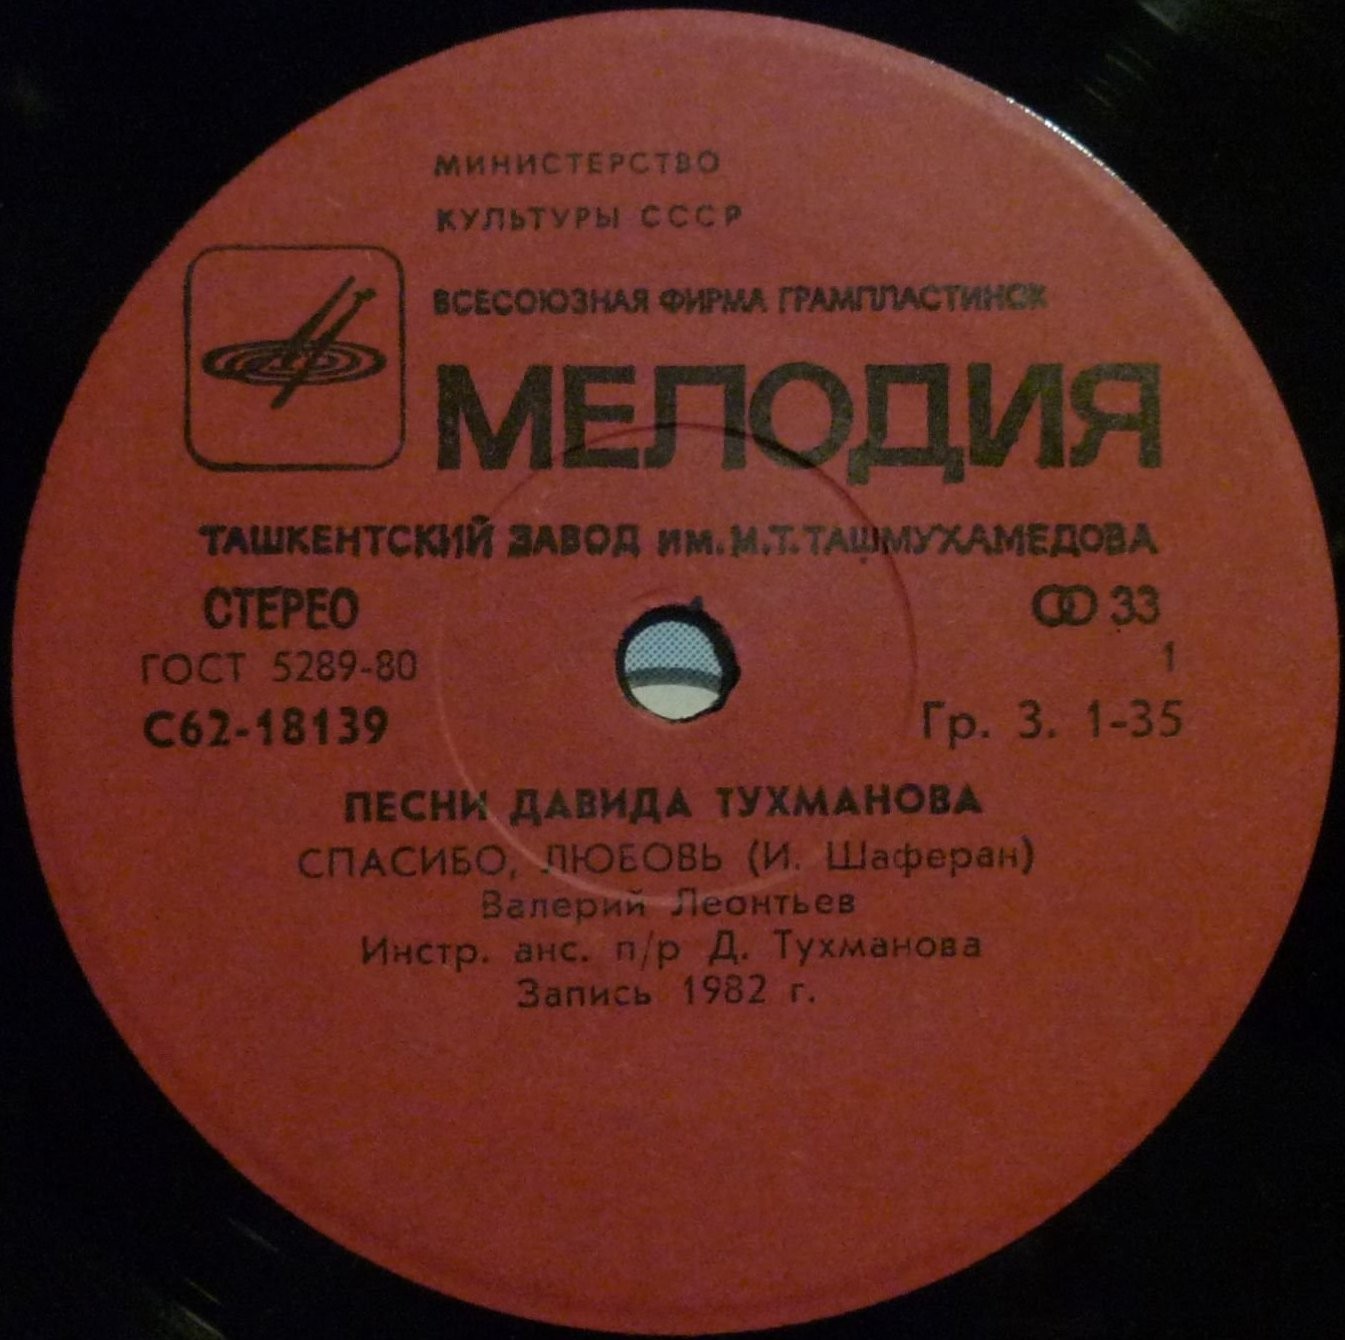 МИНИСТЕРСТВО
КУЛЬТУРЫ СССР
ВСЕСОЮЗНАЯ ФИРМА ГРАМПЛАСТИНОК
МЕЛОДИЯ
ТАШКЕНТСКИЙ ЗАВОД им. М.Т. ТАШМУХАМЕДОВА
СТЕРЕО 33
ГОСТ 5289-80 1
С62-18139 Гр. 3. 1-35
ПЕСНИ ДАВИДА ТУХМАНОВА
СПАСИБО, ЛЮБОВЬ (И. Шаферан)
Валерий Леонтьев
Инстр. анс. п/р Д. Тухманова
Запись 1982 г.